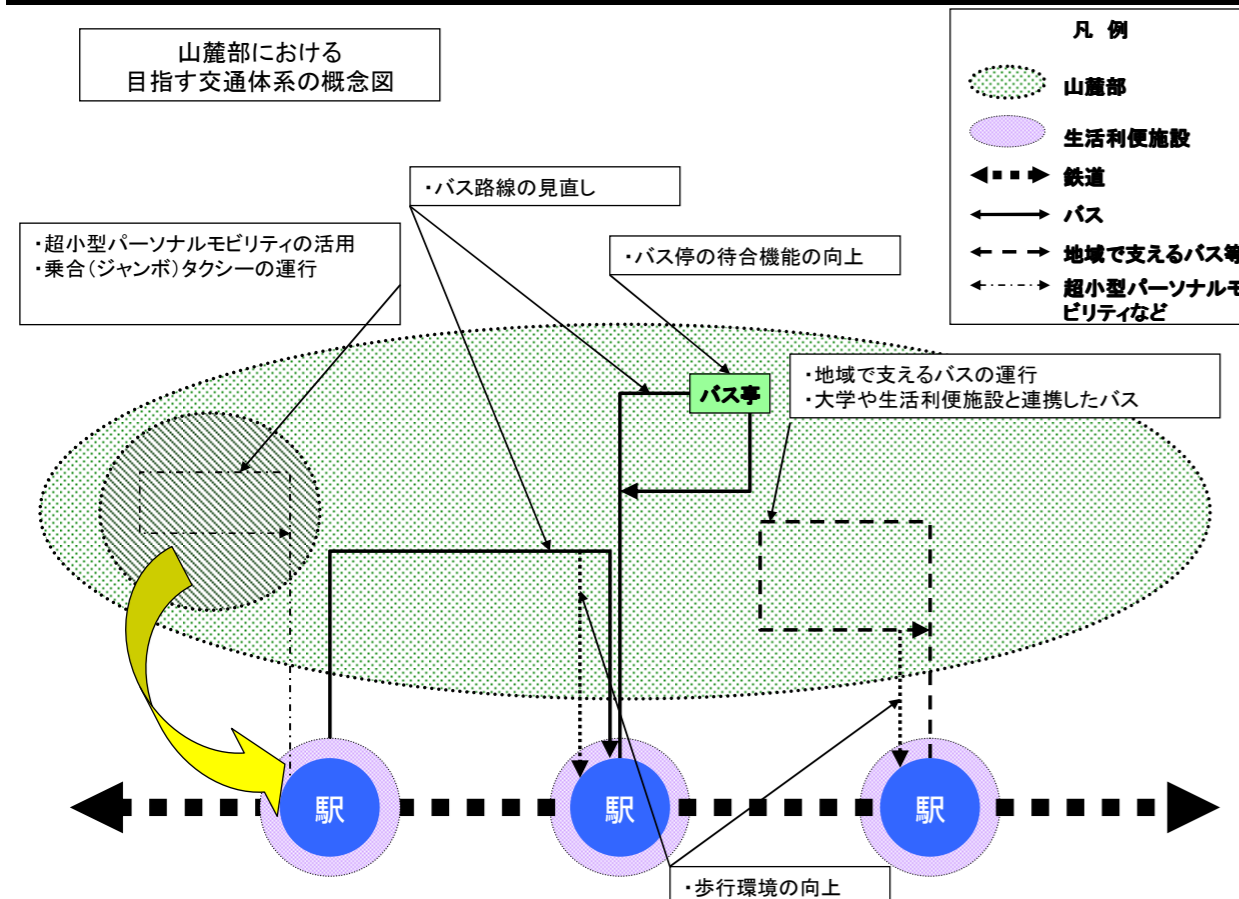 山麓部における
目指す交通体系の概念図
凡 例
山麓部
生活利便施設
鉄道
バス
地域で支えるバス等
超小型パーソナルモ
ビリティなど
・バス路線の見直し
・超小型パーソナルモビリティの活用
・乗合(ジャンボ)タクシーの運行
・バス停の待合機能の向上
バス亭
・地域で支えるバスの運行
・大学や生活利便施設と連携したバス
駅
駅
駅
・歩行環境の向上